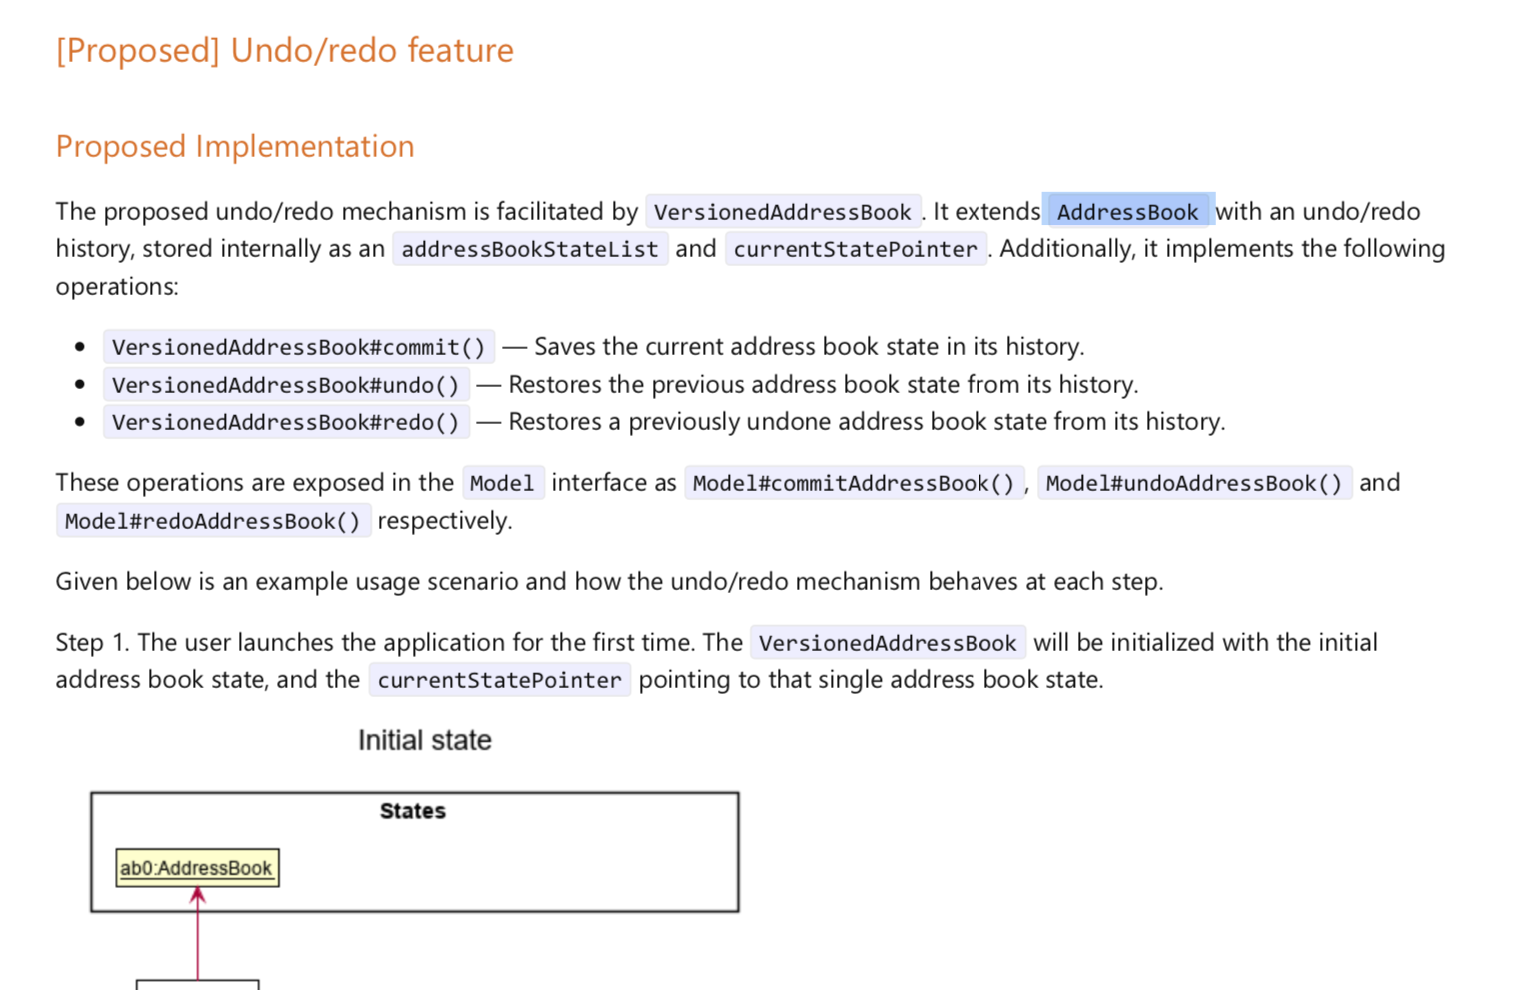 [Proposed] Undo/redo feature
Proposed Implementation
The proposed undo/redo mechanism is facilitated by VersionedAddressBook . It extends AddressBook with an undo/redo
history, stored internally as an addressBookStateList and currentStatePointer . Additionally, it implements the following
operations:
• VersionedAddressBook#commit() — Saves the current address book state in its history.
• VersionedAddressBook#undo() — Restores the previous address book state from its history.
• VersionedAddressBook#redo() — Restores a previously undone address book state from its history.
These operations are exposed in the Model interface as Model#commitAddressBook() , Model#undoAddressBook() and
Model#redoAddressBook() respectively.
Given below is an example usage scenario and how the undo/redo mechanism behaves at each step.
Step 1. The user launches the application for the first time. The VersionedAddressBook will be initialized with the initial
address book state, and the currentStatePointer pointing to that single address book state.
Initial state
States
ab0:AddressBook